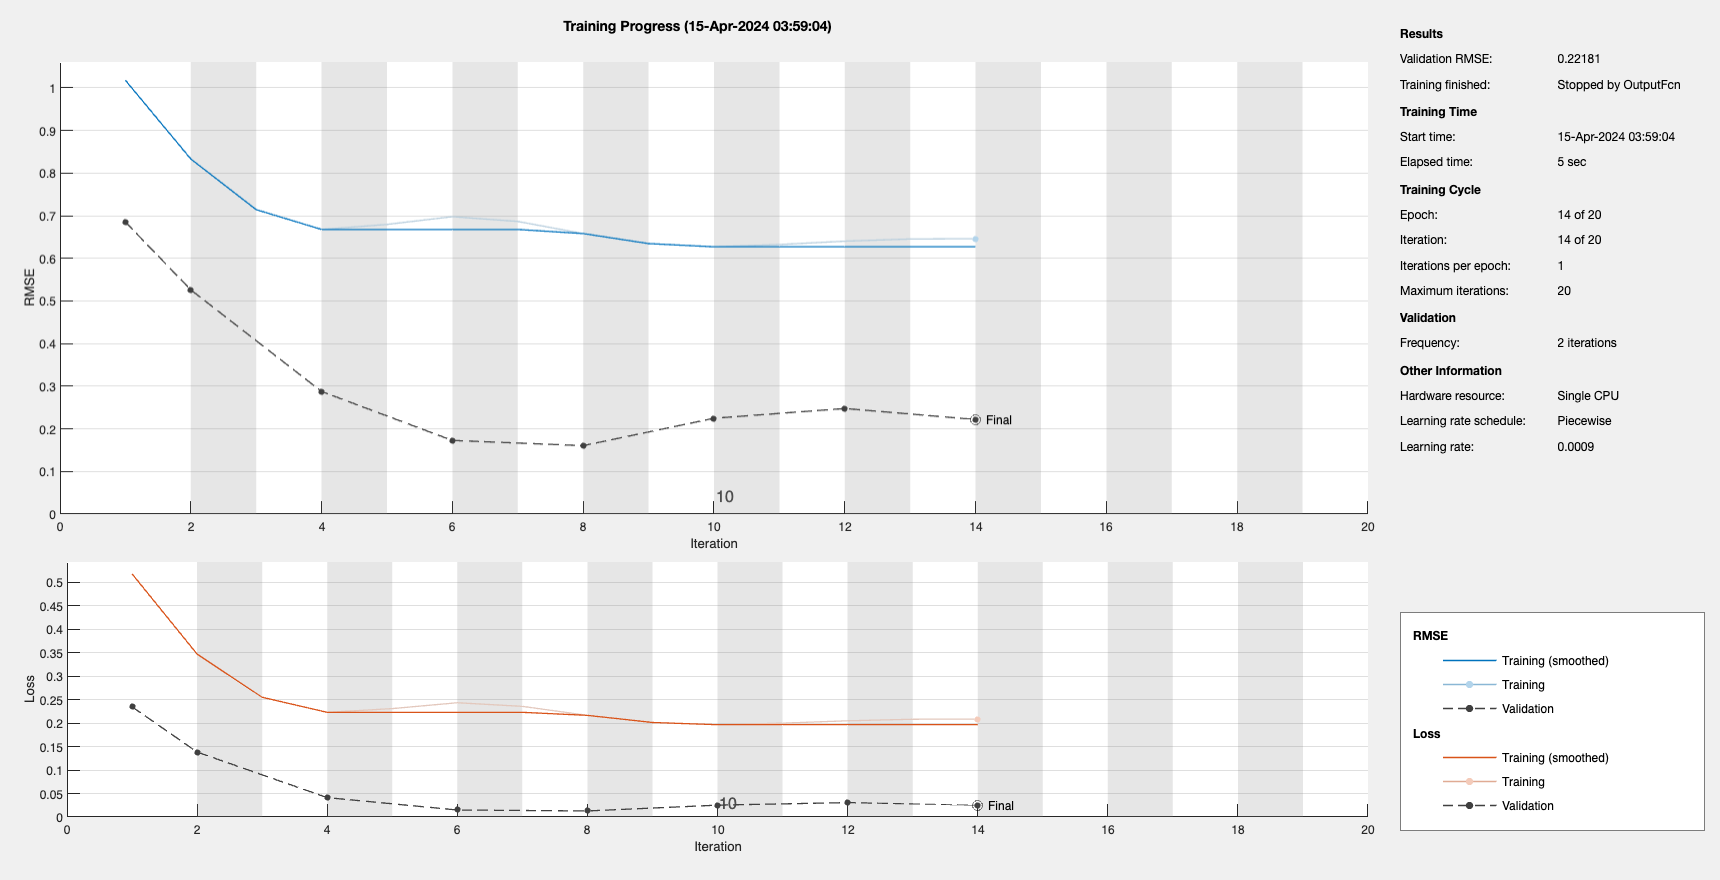 Training Progress (15-Apr-2024 03:59:04)
1
0.9
0.8
0.7
0.6
0.5
0.4
0.3
0.2
0.1
0
RMSE
Final
10
0 2 4 6 8 10 12 14 16 18 20
Iteration
0.5
0.45
0.4
0.35
0.3
0.25
0.2
0.15
0.1
0.05
0
Loss
10
Final
0 2 4 6 8 10 12 14 16 18 20
Iteration
Results
Validation RMSE: 0.22181
Training finished: Stopped by OutputFcn
Training Time
Start time: 15-Apr-2024 03:59:04
Elapsed time: 5 sec
Training Cycle
Epoch: 14 of 20
Iteration: 14 of 20
Iterations per epoch: 1
Maximum iterations: 20
Validation
Frequency: 2 iterations
Other Information
Hardware resource: Single CPU
Learning rate schedule: Piecewise
Learning rate: 0.0009
RMSE
Training (smoothed)
Training
Validation
Loss
Training (smoothed)
Training
Validation